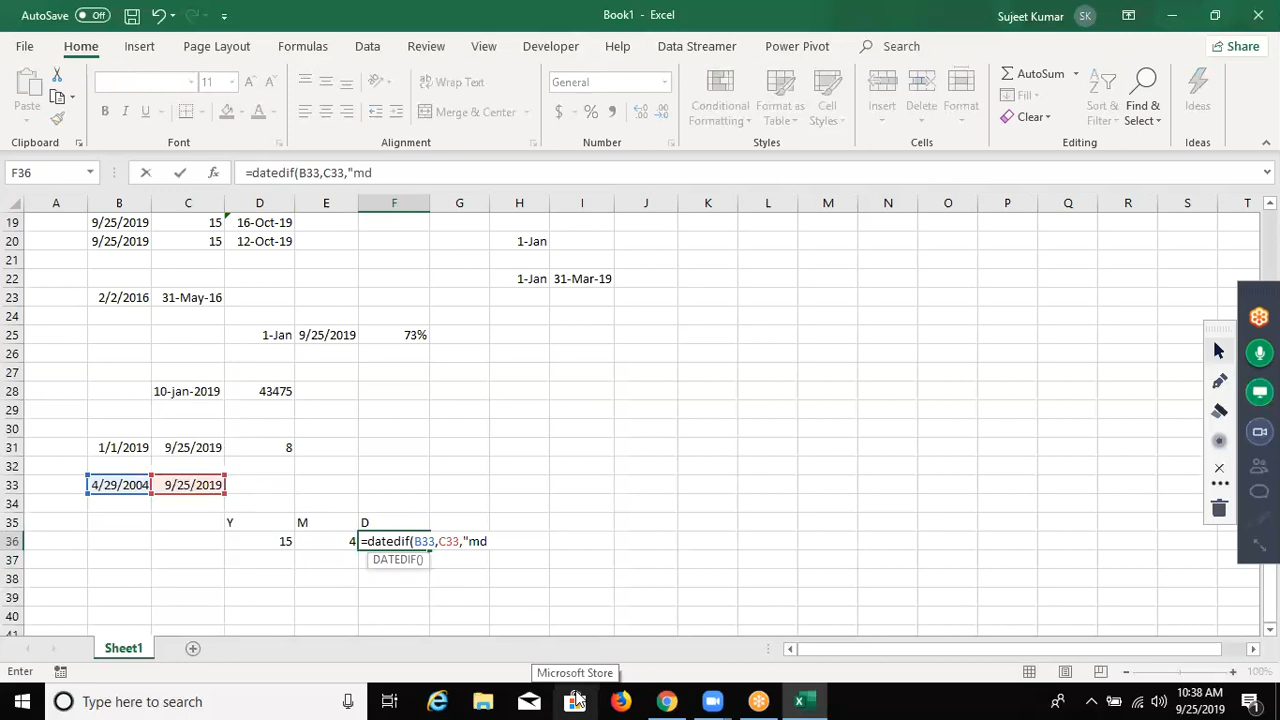 AutoSave Off Book1 - Excel Sujeet Kumar SK
File Home Insert Page Layout Formulas Data Review View Developer Help Data Streamer Power Pivot Search Share
Paste 11 Wrap Text General AutoSum
B I U Merge & Center $ % Conditional Formatting Format as Table Cell Styles Insert Delete Format Fill Clear Sort & Filter Find & Select Ideas
Clipboard Font Alignment Number Styles Cells Editing Ideas
F36 fx =datedif(B33,C33,"md
A B C D E F G H I J K L M N O P Q R S T
19 9/25/2019 15 16-Oct-19
20 9/25/2019 15 12-Oct-19 1-Jan
21
22 1-Jan 31-Mar-19
23 2/2/2016 31-May-16
24
25 1-Jan 9/25/2019 73%
26
27
28 10-jan-2019 43475
29
30
31 1/1/2019 9/25/2019 8
32
33 4/29/2004 9/25/2019
34
35 Y M D
36 15 4 =datedif(B33,C33,"md
37 DATEDIF()
38
39
40
41
Sheet1
Enter Microsoft Store 100%
Type here to search 10:38 AM
9/25/2019 1